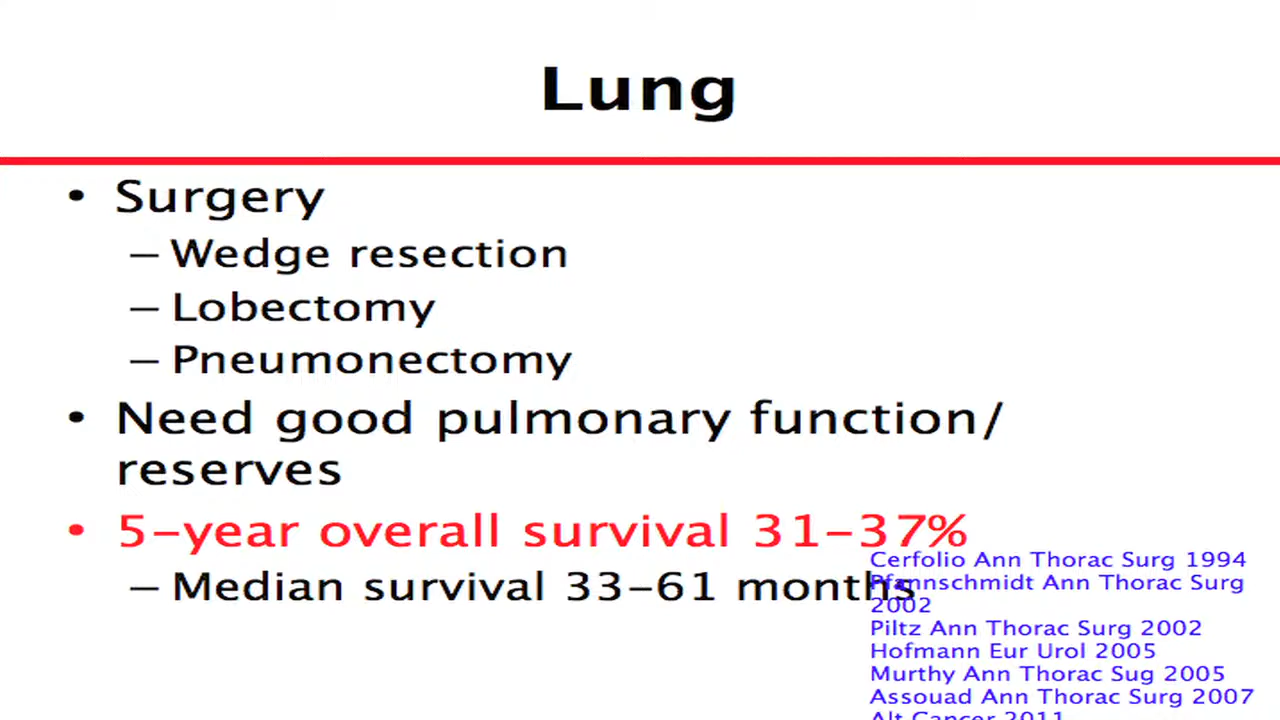 Lung
• Surgery
– Wedge resection
– Lobectomy
– Pneumonectomy
• Need good pulmonary function/
reserves
• 5-year overall survival 31-37%
– Median survival 33-61 months
Cerfolio Ann Thorac Surg 1994
Pfannschmidt Ann Thorac Surg
2002
Piltz Ann Thorac Surg 2002
Hofmann Eur Urol 2005
Murthy Ann Thorac Sug 2005
Assouad Ann Thorac Surg 2007
Alt Cancer 2011